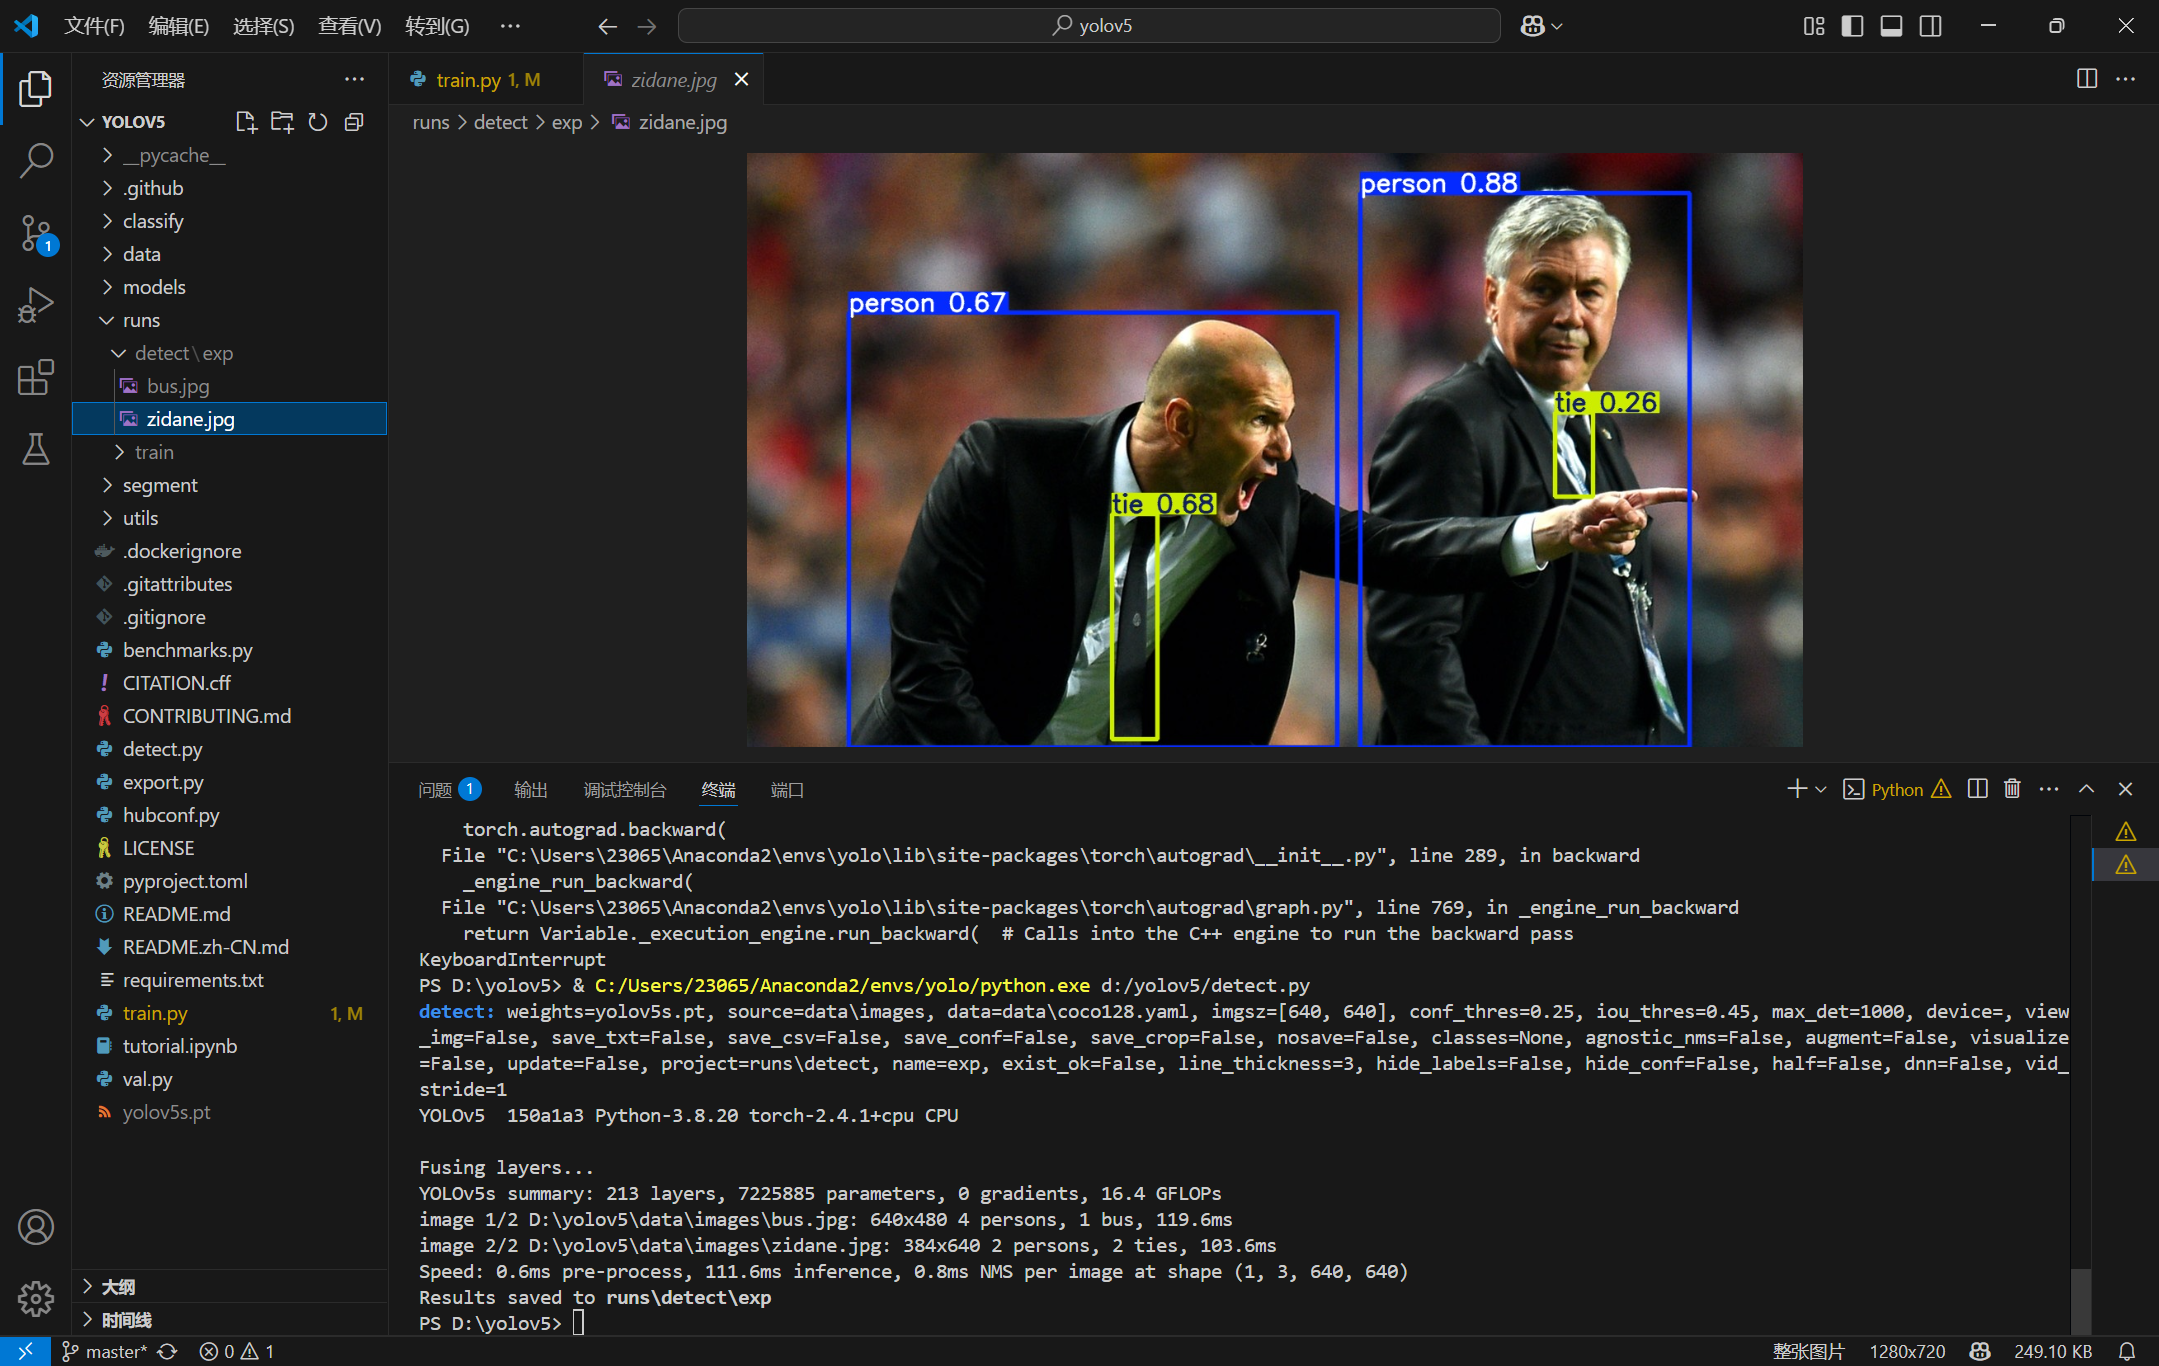 文件(F) 编辑(E) 选择(S) 查看(V) 转到(G) ··· yolov5
资源管理器 ···
train.py 1, M
zidane.jpg
YOLOV5
runs > detect > exp > zidane.jpg
__pycache__
.github
classify
data
models
runs
detect\exp
bus.jpg
zidane.jpg
train
segment
utils
.dockerignore
.gitattributes
.gitignore
benchmarks.py
CITATION.cff
CONTRIBUTING.md
detect.py
export.py
hubconf.py
LICENSE
pyproject.toml
README.md
README.zh-CN.md
requirements.txt
train.py 1, M
tutorial.ipynb
val.py
yolov5s.pt
大纲
时间线
person 0.88
person 0.67
tie 0.26
tie 0.68
问题 1 输出 调试控制台 终端 端口 Python
torch.autograd.backward(
File "C:\Users\23065\Anaconda2\envs\yolo\lib\site-packages\torch\autograd\__init__.py", line 289, in backward
_engine_run_backward(
File "C:\Users\23065\Anaconda2\envs\yolo\lib\site-packages\torch\autograd\graph.py", line 769, in _engine_run_backward
return Variable._execution_engine.run_backward(  # Calls into the C++ engine to run the backward pass
KeyboardInterrupt
PS D:\yolov5> & C:/Users/23065/Anaconda2/envs/yolo/python.exe d:/yolov5/detect.py
detect: weights=yolov5s.pt, source=data\images, data=data\coco128.yaml, imgsz=[640, 640], conf_thres=0.25, iou_thres=0.45, max_det=1000, device=, view
_img=False, save_txt=False, save_csv=False, save_conf=False, save_crop=False, nosave=False, classes=None, agnostic_nms=False, augment=False, visualize
=False, update=False, project=runs\detect, name=exp, exist_ok=False, line_thickness=3, hide_labels=False, hide_conf=False, half=False, dnn=False, vid_
stride=1
YOLOv5  150a1a3 Python-3.8.20 torch-2.4.1+cpu CPU
Fusing layers...
YOLOv5s summary: 213 layers, 7225885 parameters, 0 gradients, 16.4 GFLOPs
image 1/2 D:\yolov5\data\images\bus.jpg: 640x480 4 persons, 1 bus, 119.6ms
image 2/2 D:\yolov5\data\images\zidane.jpg: 384x640 2 persons, 2 ties, 103.6ms
Speed: 0.6ms pre-process, 111.6ms inference, 0.8ms NMS per image at shape (1, 3, 640, 640)
Results saved to runs\detect\exp
PS D:\yolov5>
master* 0 1 整张图片 1280x720 249.10 KB